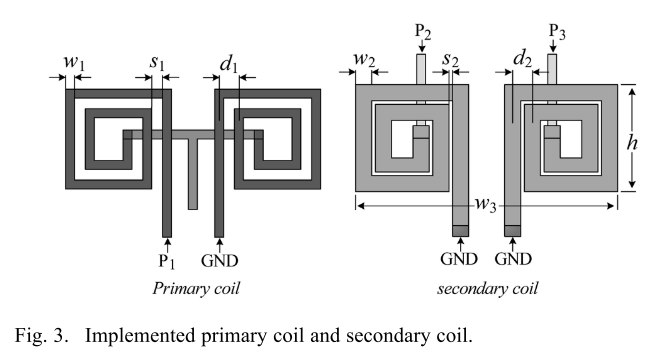 P2 P3
w1 s1 d1 w2 s2 d2
h
w3
P1 GND GND GND
Primary coil secondary coil
Fig. 3. Implemented primary coil and secondary coil.